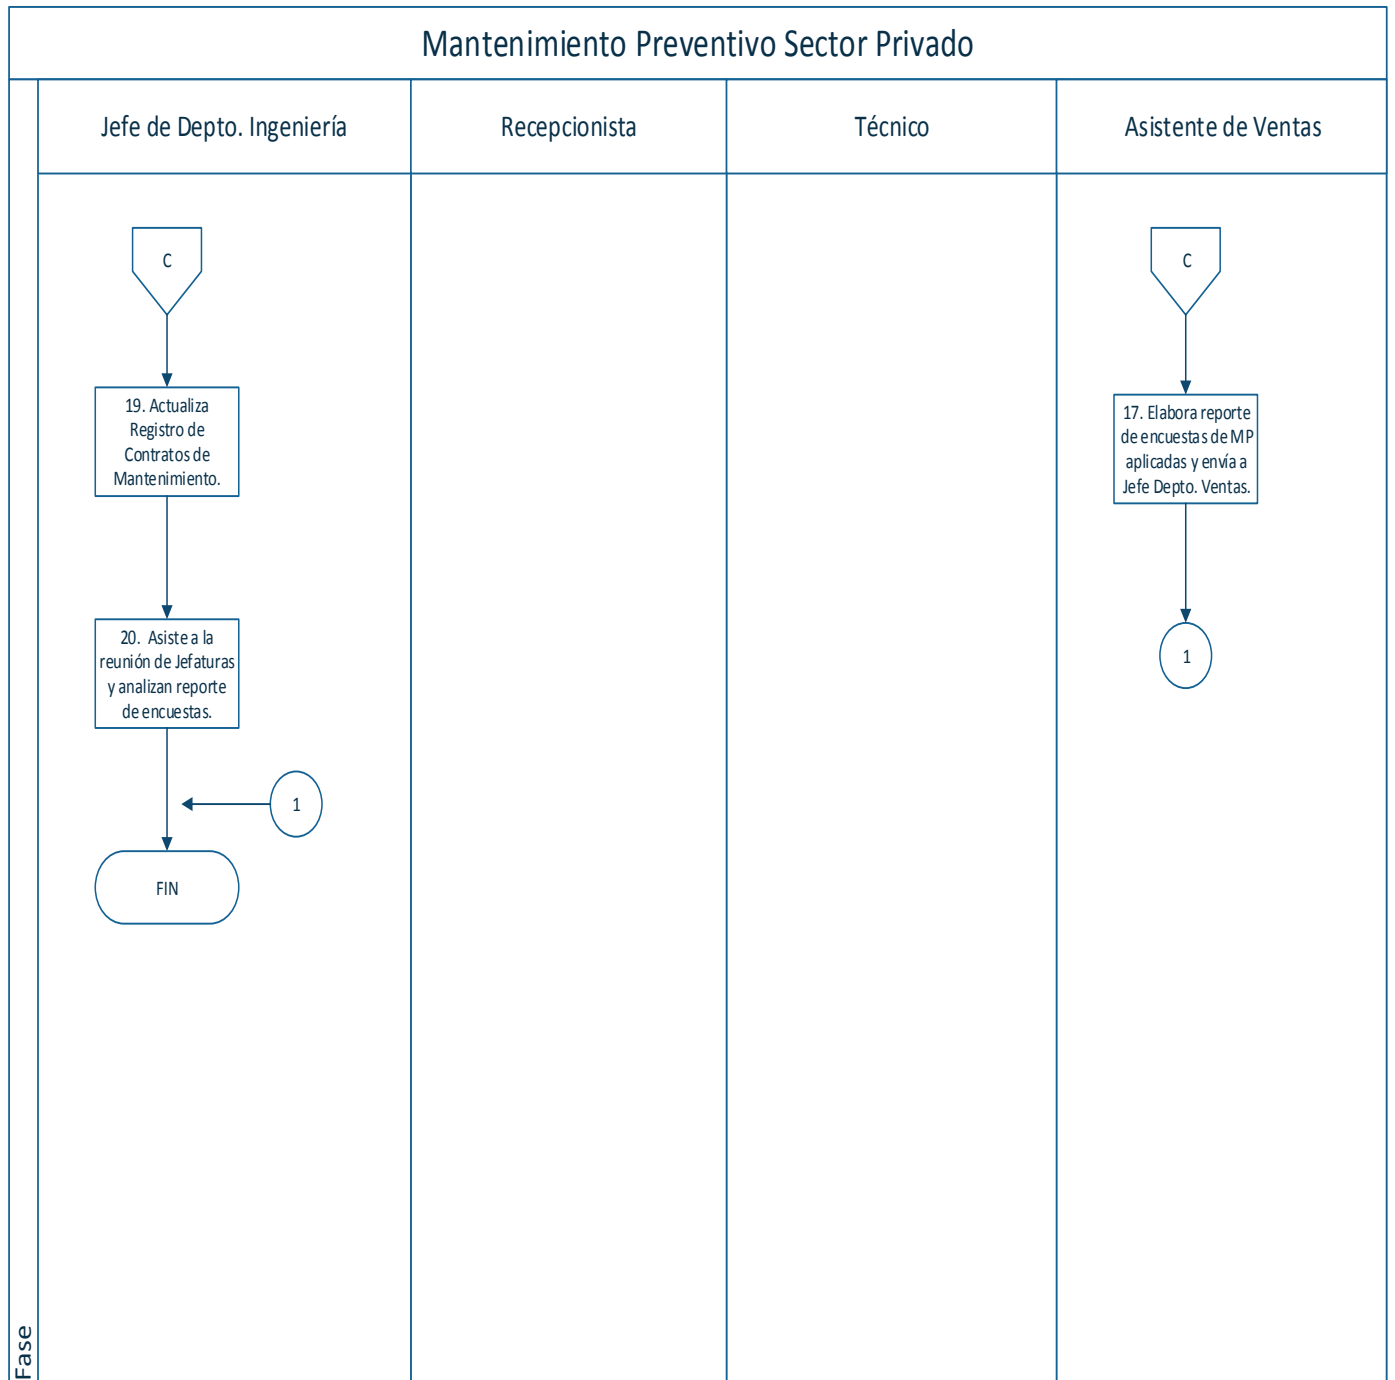 Mantenimiento Preventivo Sector Privado
Jefe de Depto. Ingeniería
Recepcionista
Técnico
Asistente de Ventas
C
19. Actualiza
Registro de
Contratos de
Mantenimiento.
20. Asiste a la
reunión de Jefaturas
y analizan reporte
de encuestas.
1
FIN
C
17. Elabora reporte
de encuestas de MP
aplicadas y envía a
Jefe Depto. Ventas.
1
Fase